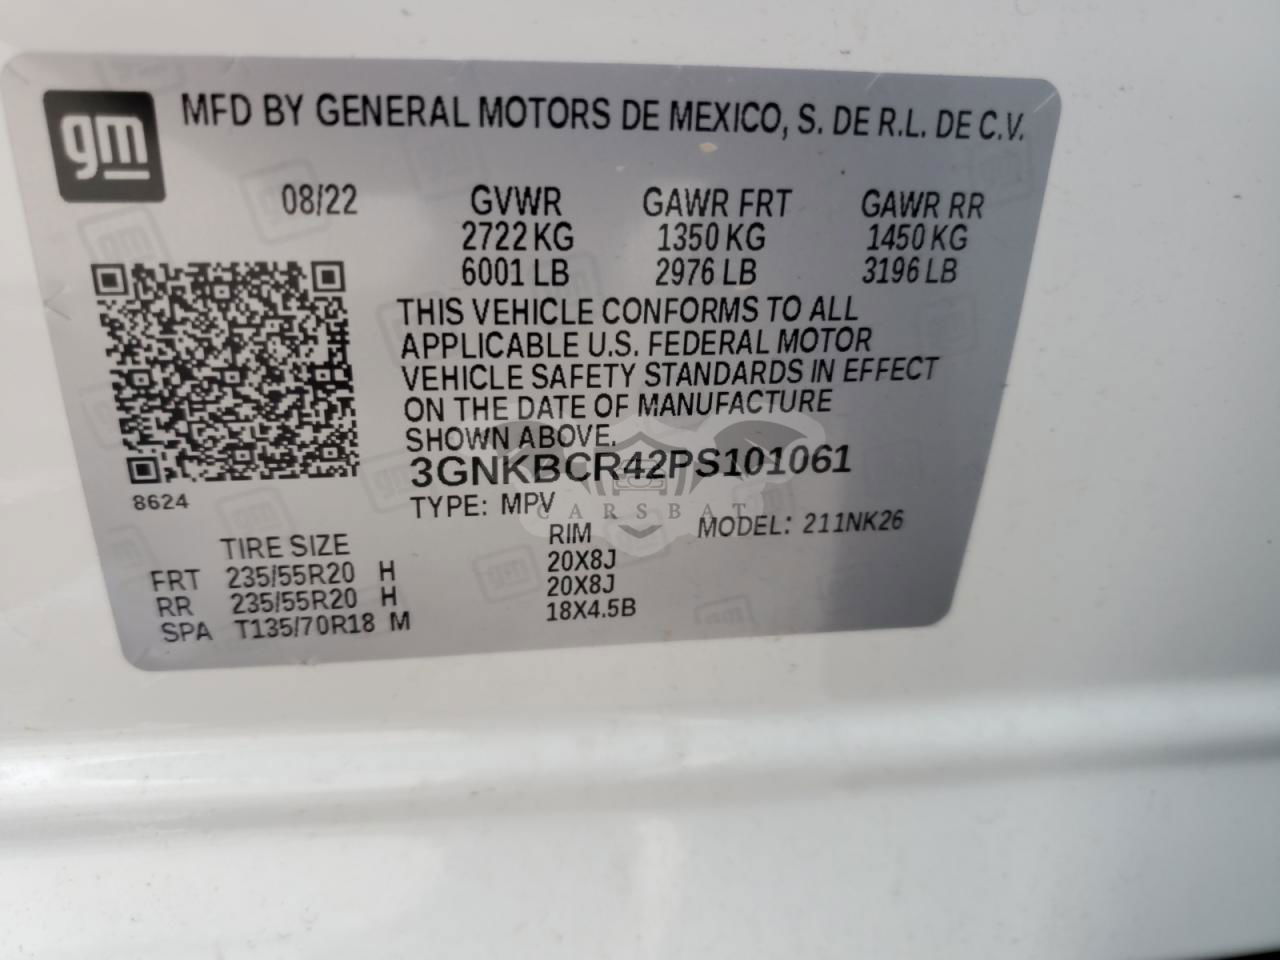 gm
MFD BY GENERAL MOTORS DE MEXICO, S. DE R.L. DE C.V.
08/22 GVWR GAWR FRT GAWR RR
2722 KG 1350 KG 1450 KG
6001 LB 2976 LB 3196 LB
THIS VEHICLE CONFORMS TO ALL
APPLICABLE U.S. FEDERAL MOTOR
VEHICLE SAFETY STANDARDS IN EFFECT
ON THE DATE OF MANUFACTURE
SHOWN ABOVE.
3GNKBCR42PS101061
8624
TYPE: MPV MODEL: 211NK26
CARSBAT
TIRE SIZE RIM
FRT 235/55R20 H 20X8J
RR 235/55R20 H 20X8J
SPA T135/70R18 M 18X4.5B